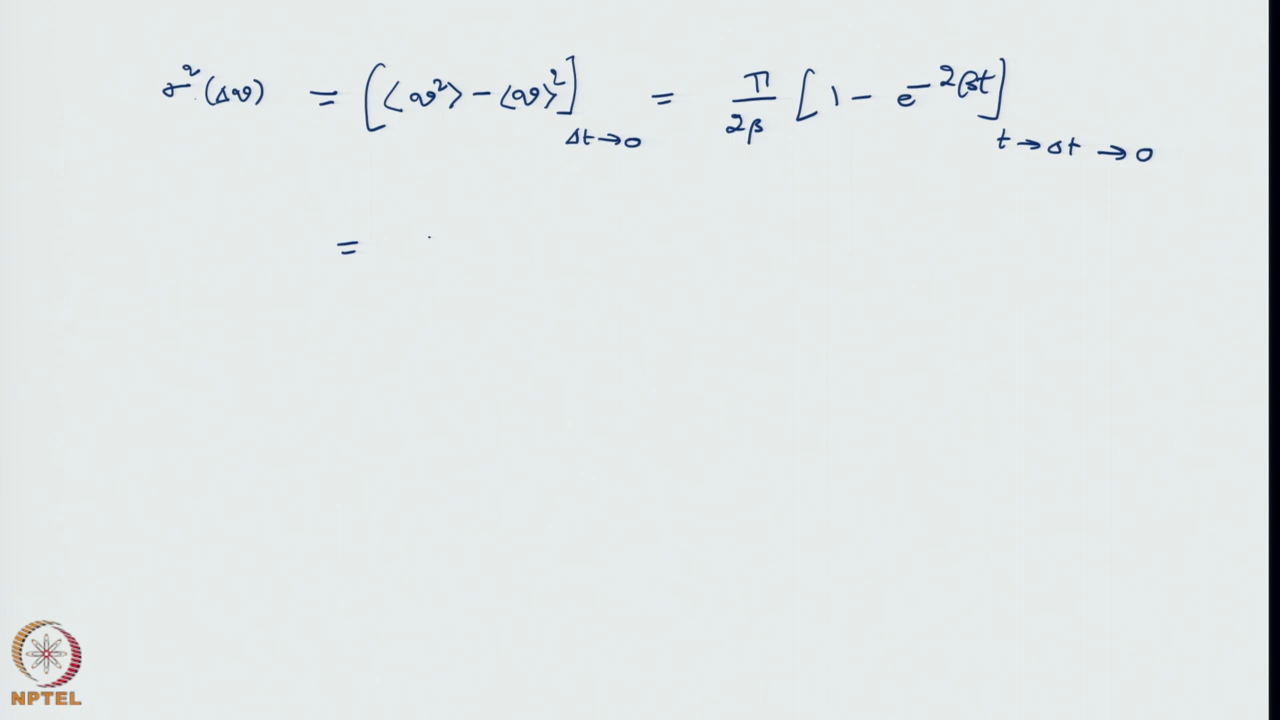 σ²(Δv) = [⟨v²⟩ - ⟨v⟩²]Δt→0 = π/2β [1 - e^-2βt]t→Δt→0
=
NPTEL